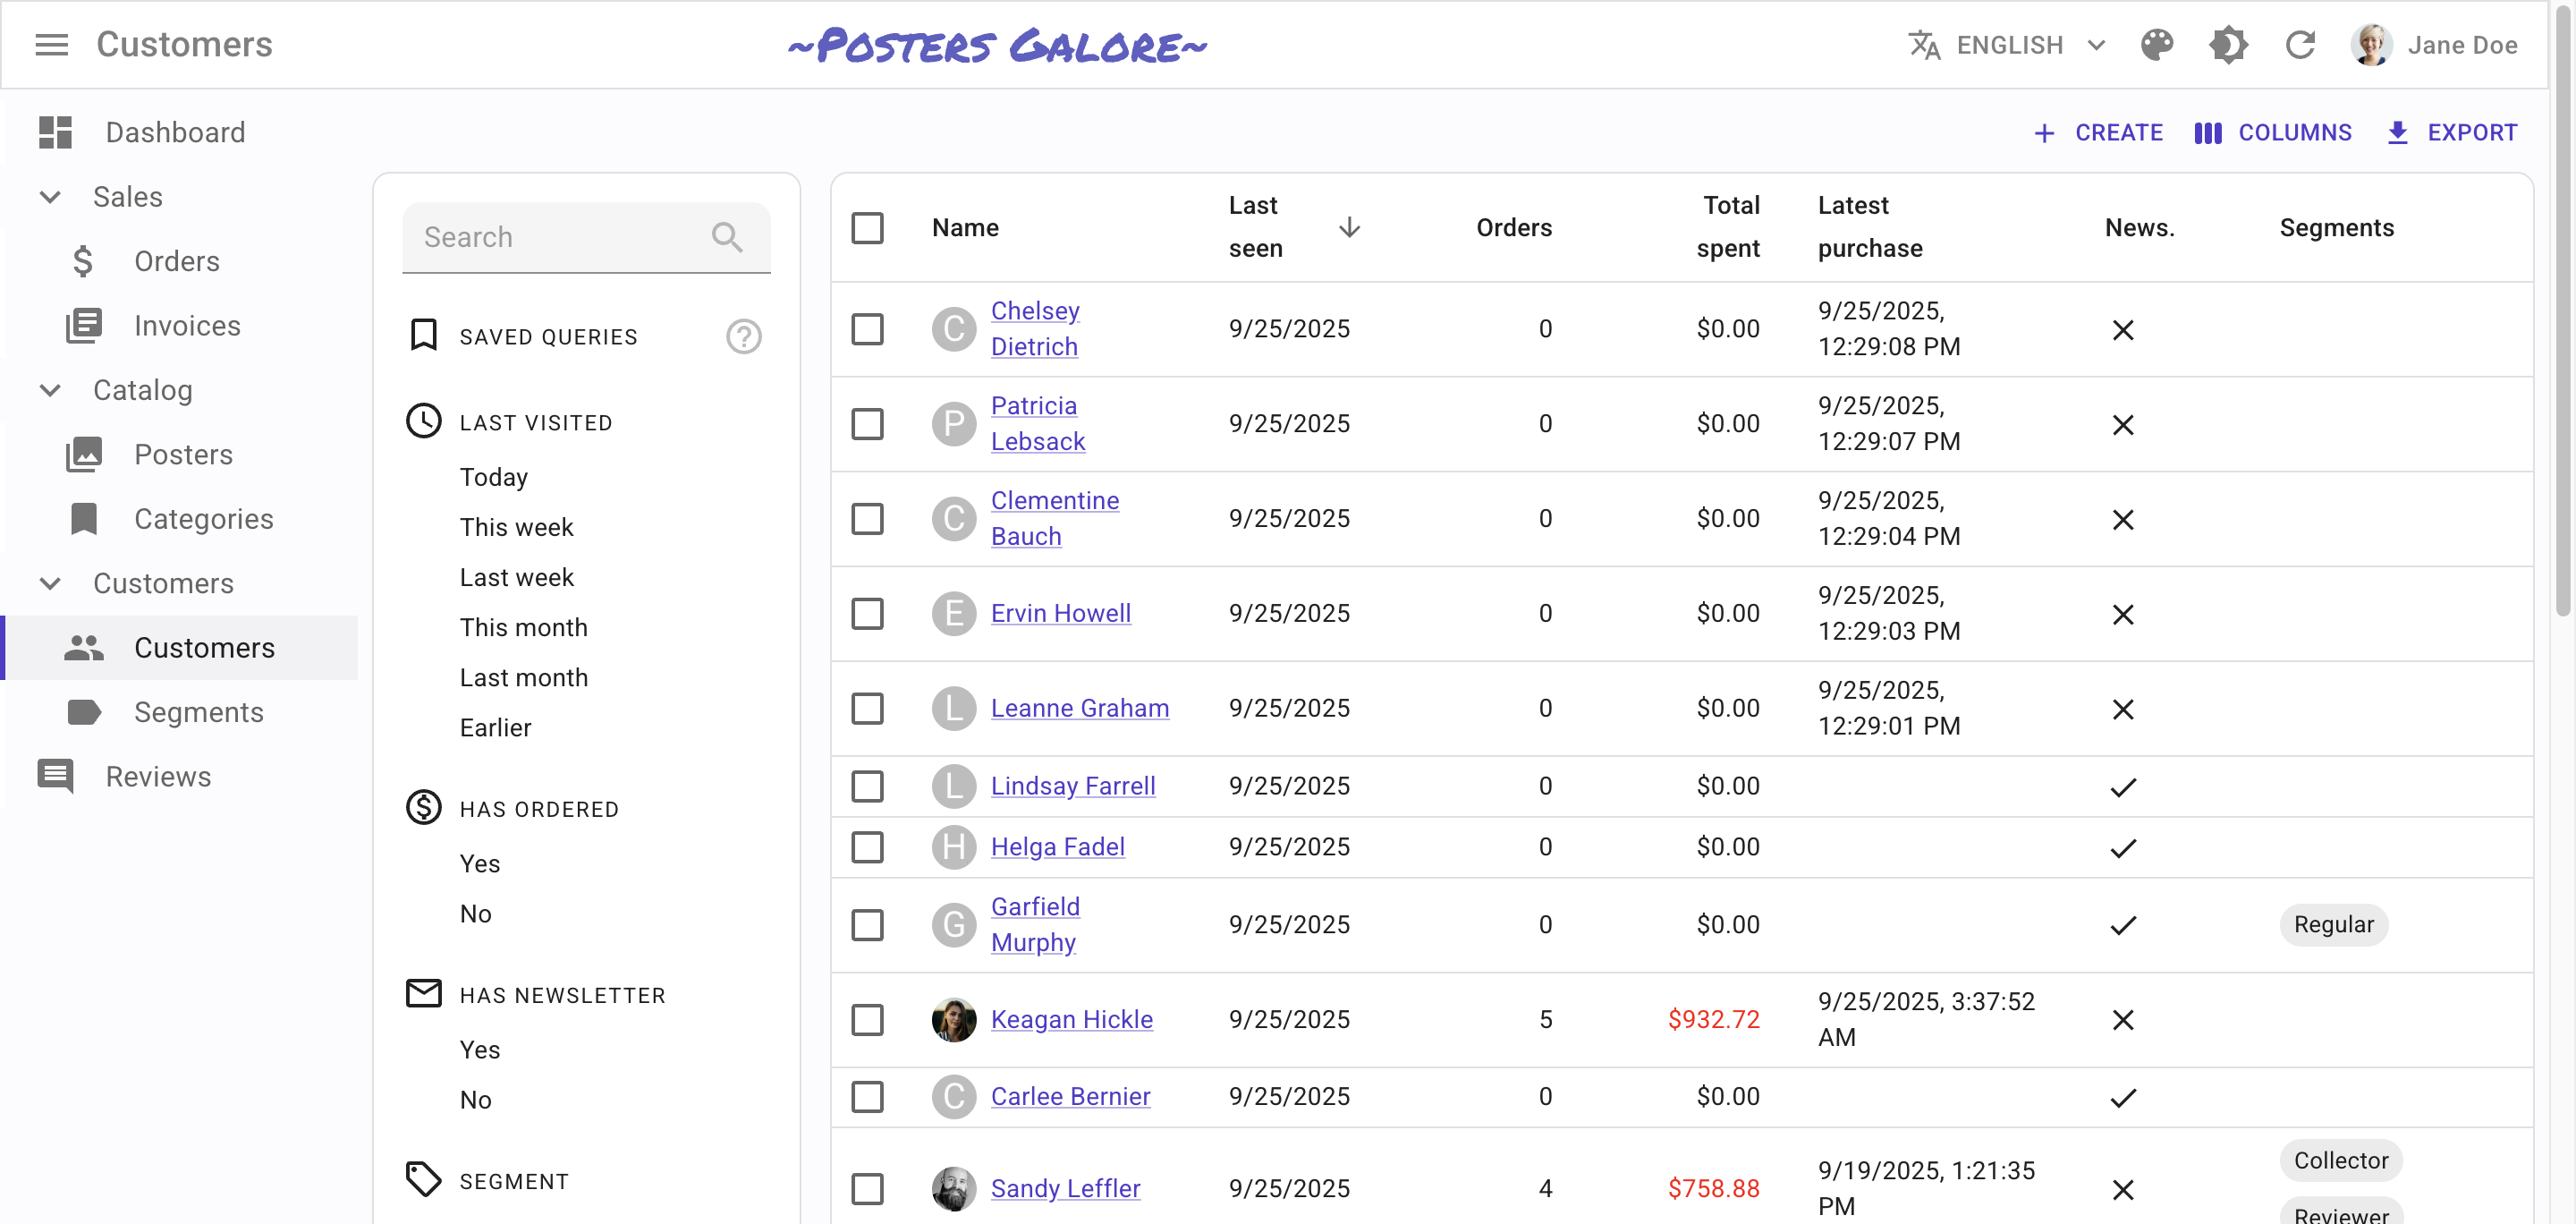 Customers
~Posters Galore~
ENGLISH
Jane Doe
Dashboard
Sales
Orders
Invoices
Catalog
Posters
Categories
Customers
Customers
Segments
Reviews
CREATE
COLUMNS
EXPORT
Search
SAVED QUERIES
?
LAST VISITED
Today
This week
Last week
This month
Last month
Earlier
HAS ORDERED
Yes
No
HAS NEWSLETTER
Yes
No
SEGMENT
Name
Last
seen
Orders
Total
spent
Latest
purchase
News.
Segments
C
Chelsey
Dietrich
9/25/2025
0
$0.00
9/25/2025,
12:29:08 PM
P
Patricia
Lebsack
9/25/2025
0
$0.00
9/25/2025,
12:29:07 PM
C
Clementine
Bauch
9/25/2025
0
$0.00
9/25/2025,
12:29:04 PM
E
Ervin Howell
9/25/2025
0
$0.00
9/25/2025,
12:29:03 PM
L
Leanne Graham
9/25/2025
0
$0.00
9/25/2025,
12:29:01 PM
L
Lindsay Farrell
9/25/2025
0
$0.00
H
Helga Fadel
9/25/2025
0
$0.00
G
Garfield
Murphy
9/25/2025
0
$0.00
Regular
Keagan Hickle
9/25/2025
5
$932.72
9/25/2025, 3:37:52
AM
C
Carlee Bernier
9/25/2025
0
$0.00
Sandy Leffler
9/25/2025
4
$758.88
9/19/2025, 1:21:35
PM
Collector
Reviewer